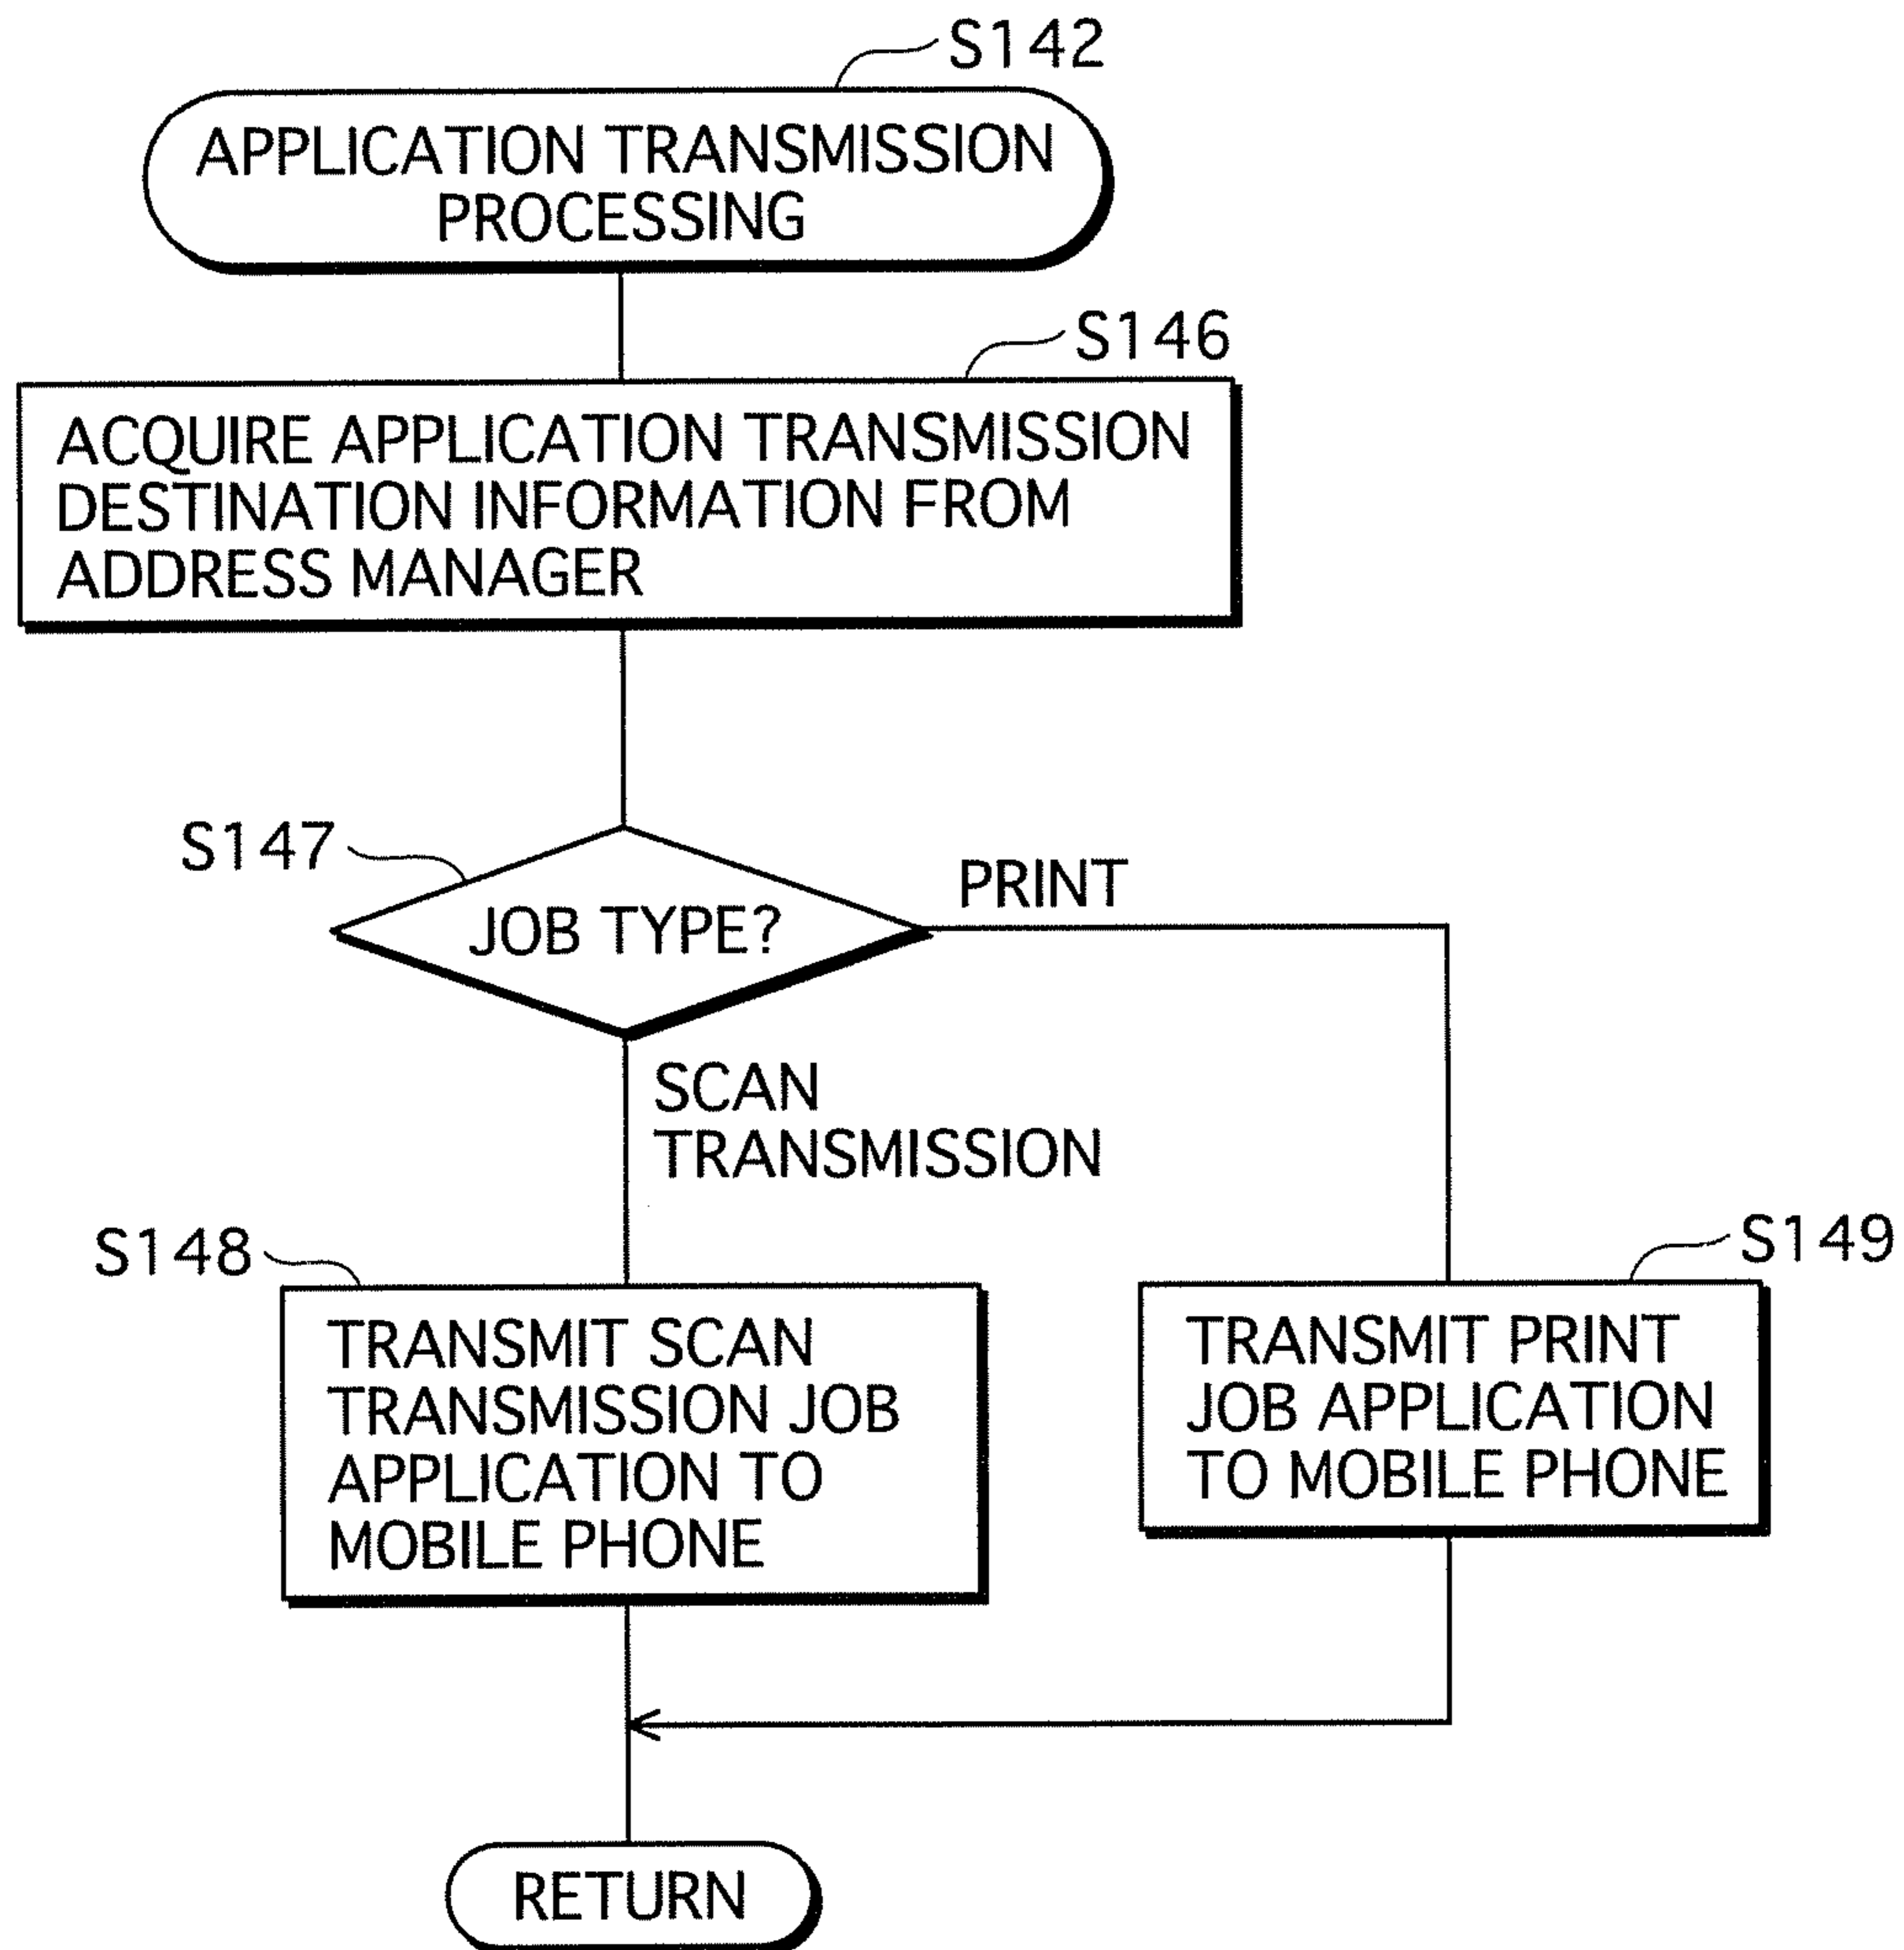 S142
APPLICATION TRANSMISSION
PROCESSING
S146
ACQUIRE APPLICATION TRANSMISSION
DESTINATION INFORMATION FROM
ADDRESS MANAGER
S147
JOB TYPE?
PRINT
SCAN
TRANSMISSION
S148
TRANSMIT SCAN
TRANSMISSION JOB
APPLICATION TO
MOBILE PHONE
S149
TRANSMIT PRINT
JOB APPLICATION
TO MOBILE PHONE
RETURN